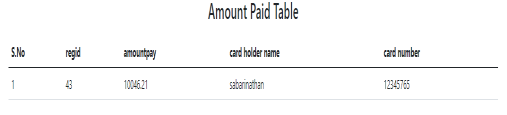 Amount Paid Table
S.No regid amountpay card holder name card number
1 43 10046.21 sabarinathan 12345765